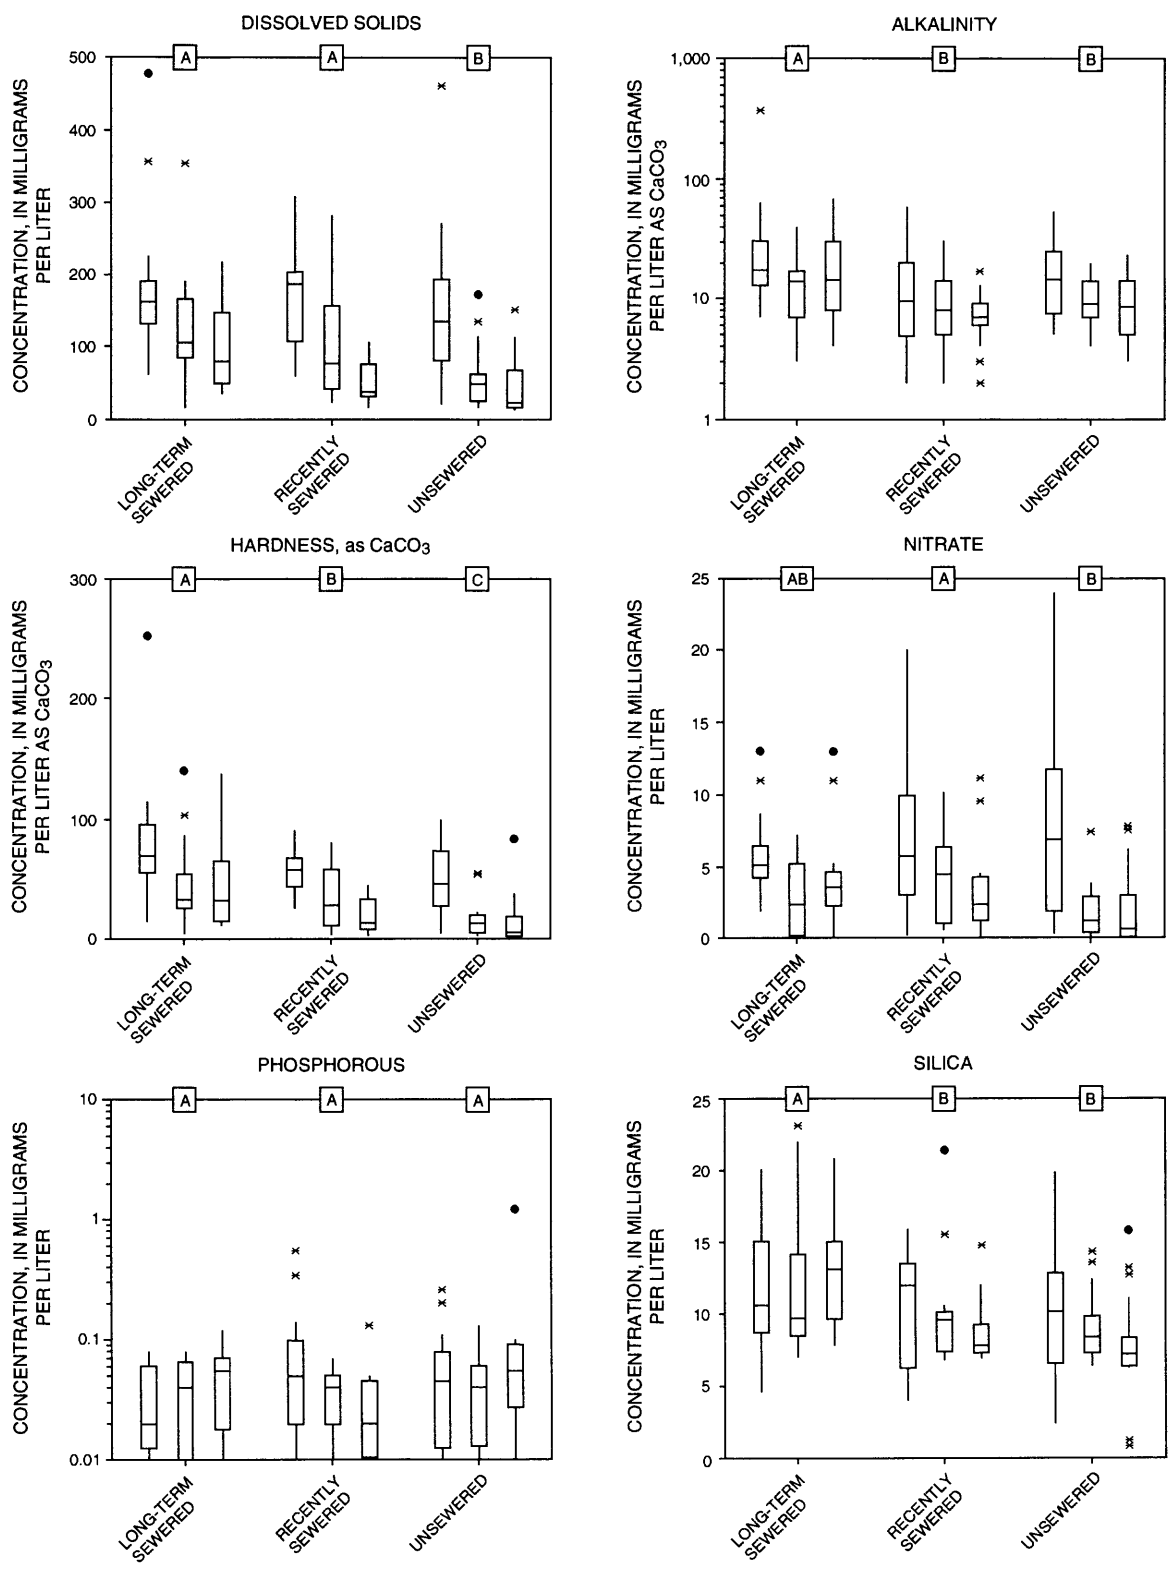 DISSOLVED SOLIDS
CONCENTRATION, IN MILLIGRAMS
PER LITER
500
400
300
200
100
0
A
A
B
LONG-TERM
SEWERED
RECENTLY
SEWERED
UNSEWERED
ALKALINITY
CONCENTRATION, IN MILLIGRAMS
PER LITER AS CaCO3
1,000
100
10
1
A
B
B
LONG-TERM
SEWERED
RECENTLY
SEWERED
UNSEWERED
HARDNESS, as CaCO3
CONCENTRATION, IN MILLIGRAMS
PER LITER AS CaCO3
300
200
100
0
A
B
C
LONG-TERM
SEWERED
RECENTLY
SEWERED
UNSEWERED
NITRATE
CONCENTRATION, IN MILLIGRAMS
PER LITER
25
20
15
10
5
0
AB
A
B
LONG-TERM
SEWERED
RECENTLY
SEWERED
UNSEWERED
PHOSPHOROUS
CONCENTRATION, IN MILLIGRAMS
PER LITER
10
1
0.1
0.01
A
A
A
LONG-TERM
SEWERED
RECENTLY
SEWERED
UNSEWERED
SILICA
CONCENTRATION, IN MILLIGRAMS
PER LITER
25
20
15
10
5
0
A
B
B
LONG-TERM
SEWERED
RECENTLY
SEWERED
UNSEWERED